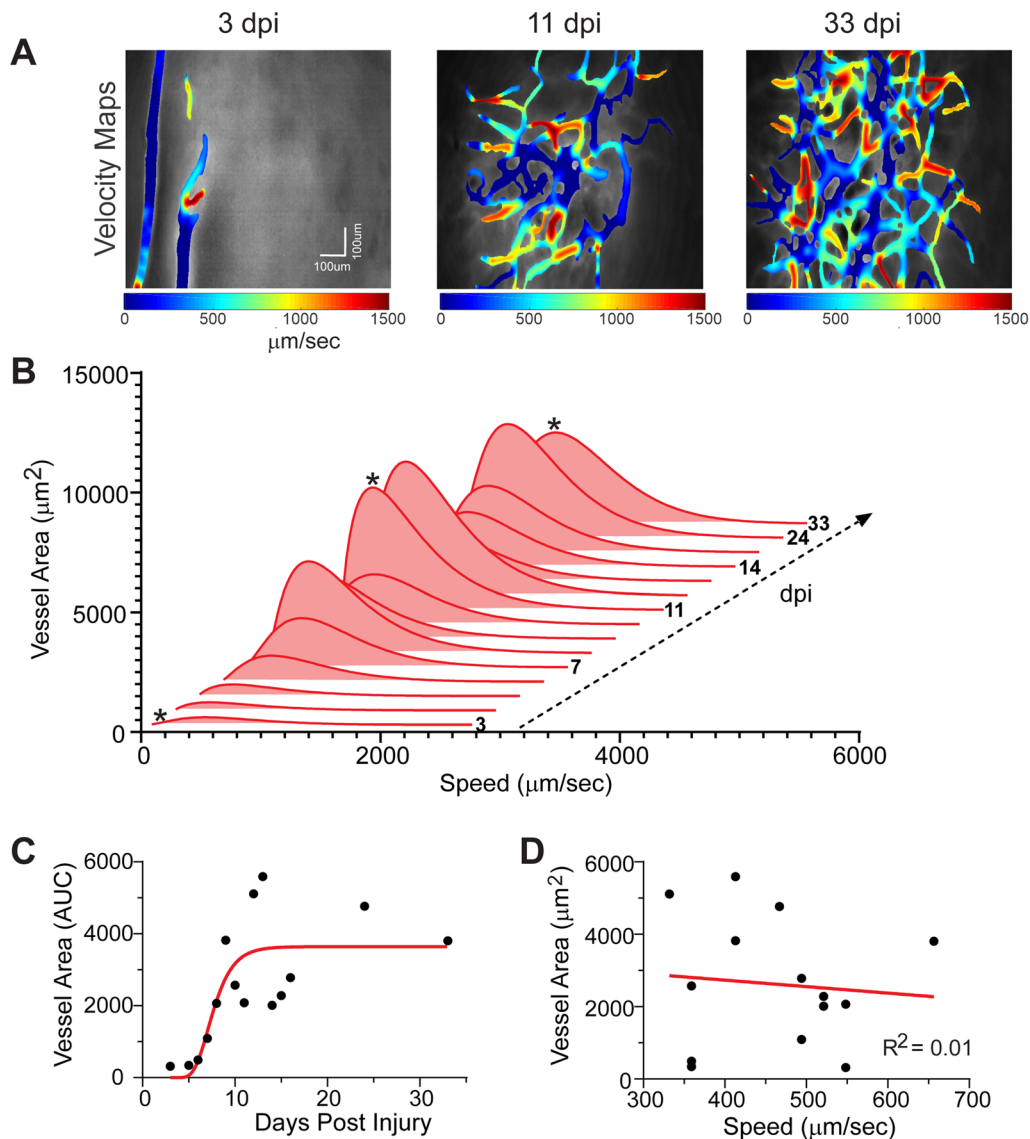 3 dpi 11 dpi 33 dpi
A
Velocity Maps
100um
100um
0 500 1000 1500 0 500 1000 1500 0 500 1000 1500
μm/sec
B
Vessel Area (μm2)
15000
10000
5000
0
* * *
33
24
14
11
7
3
dpi
0 2000 4000 6000
Speed (μm/sec)
C
Vessel Area (AUC)
6000
4000
2000
0
0 10 20 30
Days Post Injury
D
Vessel Area (μm2)
6000
4000
2000
0
R2 = 0.01
300 400 500 600 700
Speed (μm/sec)